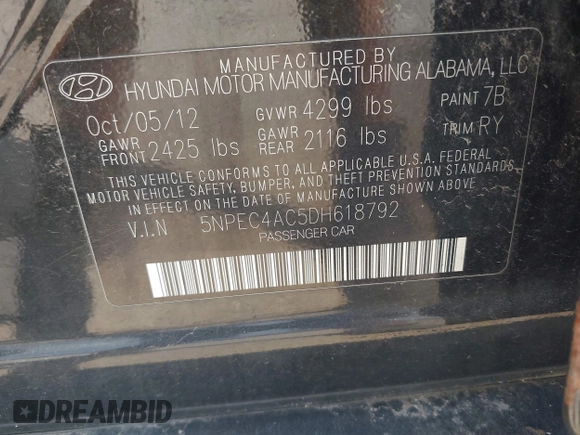 MANUFACTURED BY
HYUNDAI MOTOR MANUFACTURING ALABAMA, LLC
Oct/05/12 GVWR 4299 lbs PAINT 7B
GAWR FRONT 2425 lbs GAWR REAR 2116 lbs TRIM RY
THIS VEHICLE CONFORMS TO ALL APPLICABLE U.S.A. FEDERAL
MOTOR VEHICLE SAFETY, BUMPER, AND THEFT PREVENTION STANDARDS
IN EFFECT ON THE DATE OF MANUFACTURE SHOWN ABOVE.
V.I.N 5NPEC4AC5DH618792
PASSENGER CAR
DREAMBID